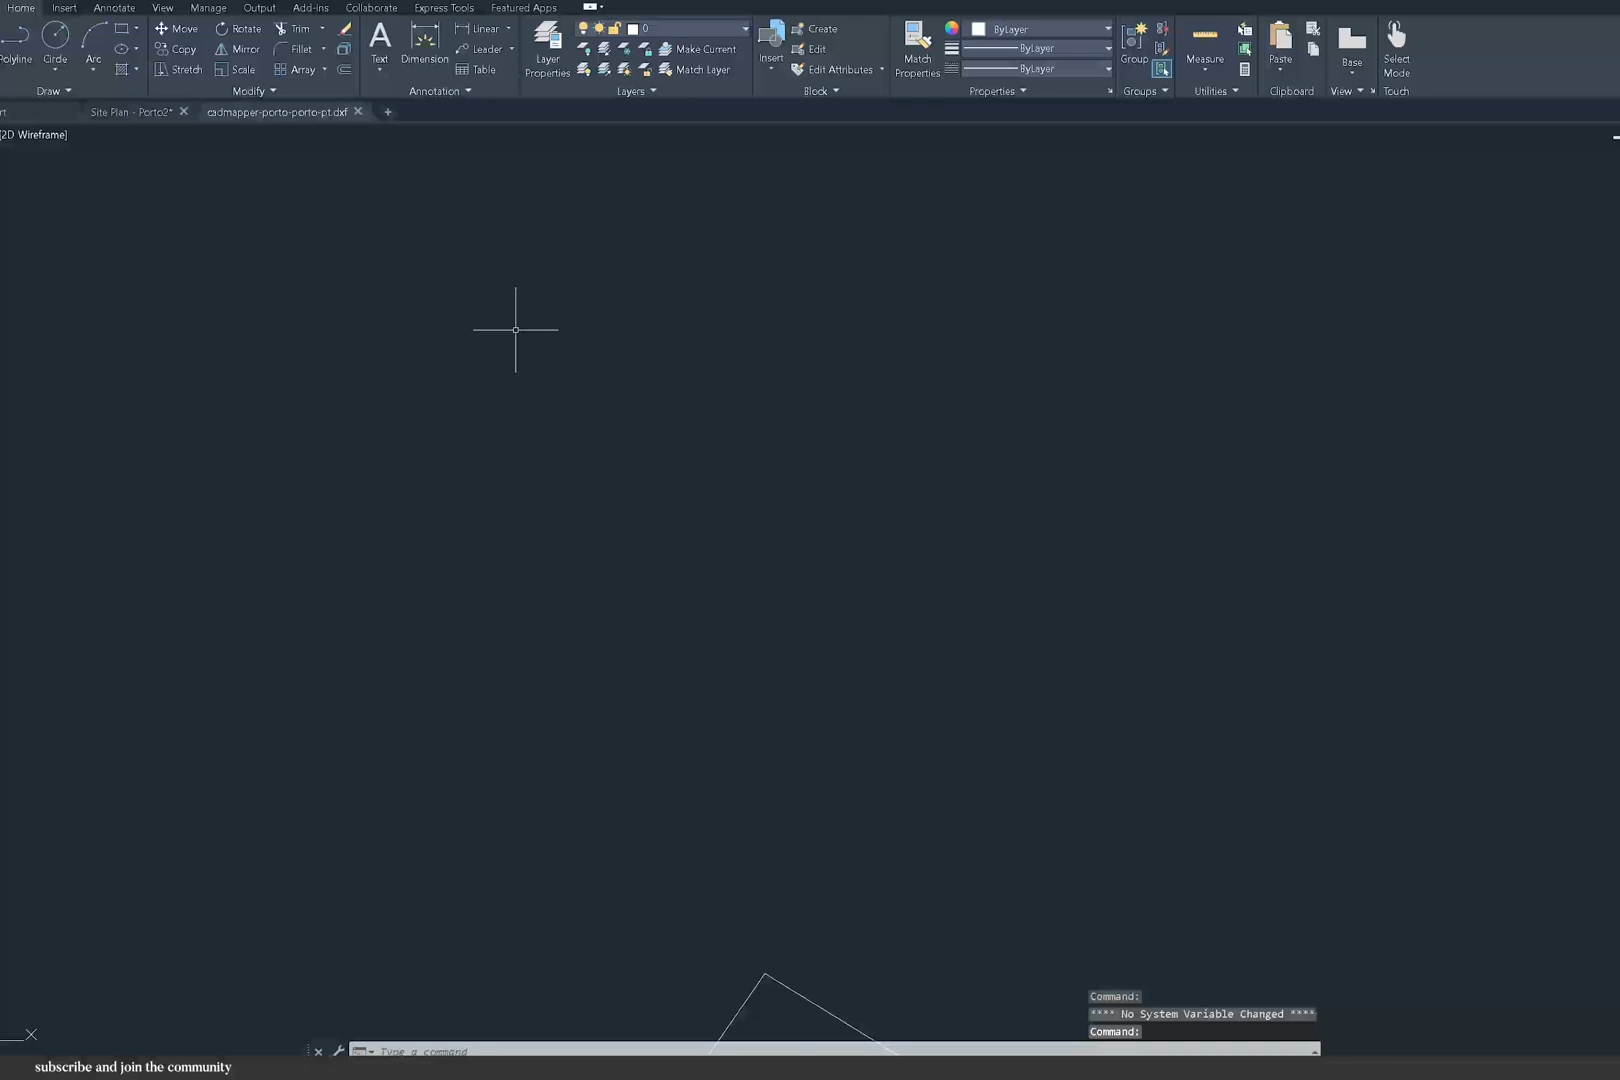 Home Insert Annotate View Manage Output Add-ins Collaborate Express Tools Featured Apps
Polyline Circle Arc
Draw
Move Rotate Trim
Copy Mirror Fillet
Stretch Scale Array
Modify
Text Dimension
Linear
Leader
Table
Annotation
Layer
Properties
0
Make Current
Match Layer
Layers
Insert
Create
Edit
Edit Attributes
Block
Match
Properties
ByLayer
ByLayer
ByLayer
Properties
Group
Groups
Measure
Utilities
Paste
Clipboard
Base
View
Select
Mode
Touch
rt Site Plan - Porto2* cadmapper-porto-porto-pt.dxf
[2D Wireframe]
Command:
**** No System Variable Changed ****
Command:
Type a command
subscribe and join the community